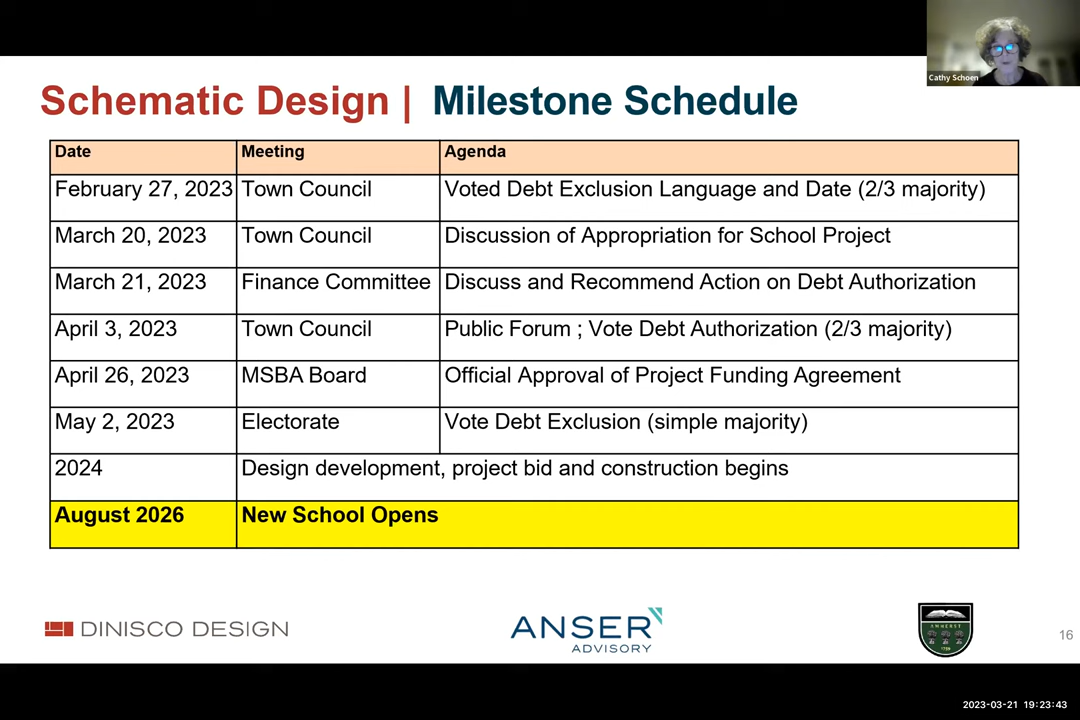 Cathy Schoen
Schematic Design | Milestone Schedule
Date Meeting Agenda
February 27, 2023 Town Council Voted Debt Exclusion Language and Date (2/3 majority)
March 20, 2023 Town Council Discussion of Appropriation for School Project
March 21, 2023 Finance Committee Discuss and Recommend Action on Debt Authorization
April 3, 2023 Town Council Public Forum ; Vote Debt Authorization (2/3 majority)
April 26, 2023 MSBA Board Official Approval of Project Funding Agreement
May 2, 2023 Electorate Vote Debt Exclusion (simple majority)
2024 Design development, project bid and construction begins
August 2026 New School Opens
DINISCO DESIGN
ANSER
ADVISORY
AMHERST
1759
16
2023-03-21 19:23:43